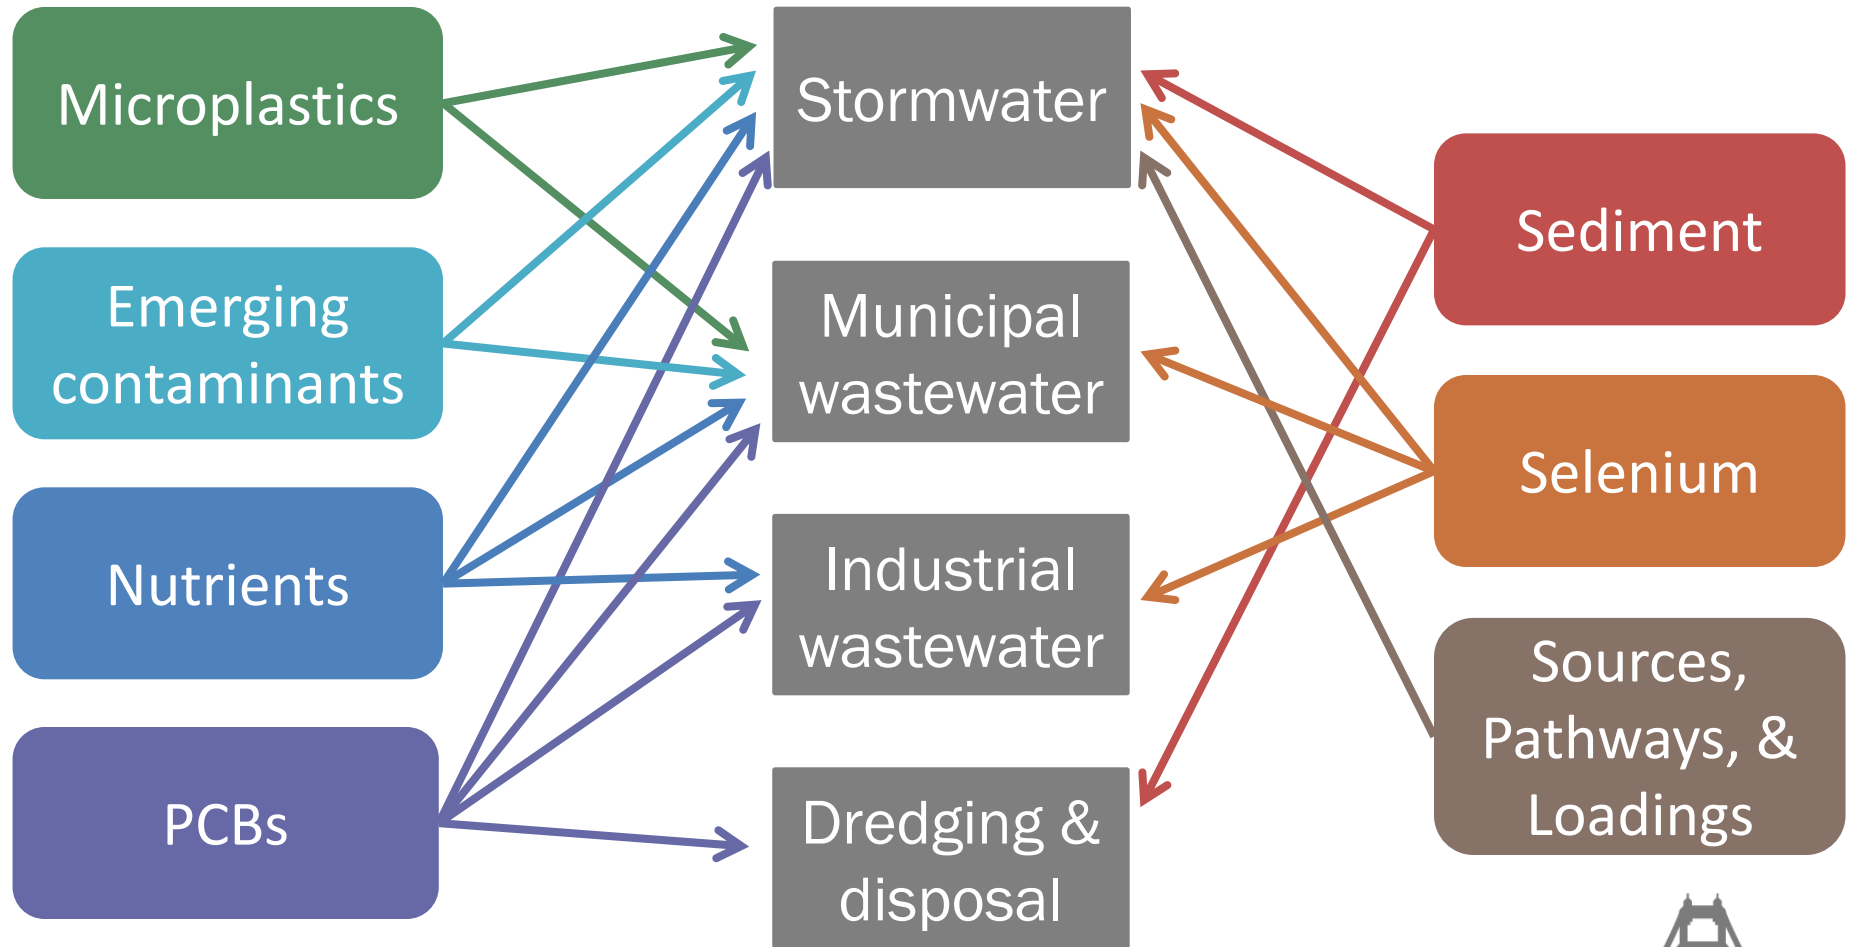 Microplastics
Emerging
contaminants
Nutrients
PCBs
Stormwater
Municipal
wastewater
Industrial
wastewater
Dredging &
disposal
Sediment
Selenium
Sources,
Pathways, &
Loadings